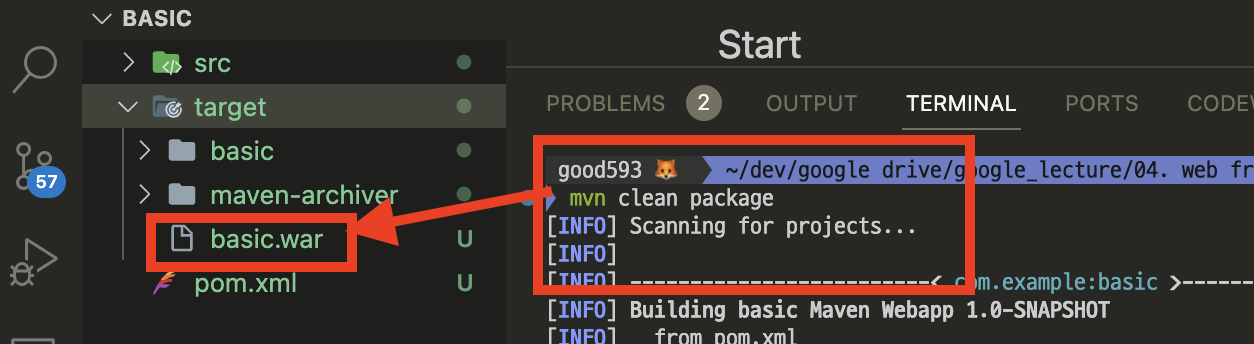 BASIC
src
target
basic
maven-archiver
basic.war U
pom.xml U
57
Start
PROBLEMS 2 OUTPUT TERMINAL PORTS
good593 🦊 ~/dev/google drive/google_lecture/04. web fr
mvn clean package
[INFO] Scanning for projects...
[INFO]
[INFO] -------------------------< com.example:basic >------
[INFO] Building basic Maven Webapp 1.0-SNAPSHOT
[INFO] from pom.xml